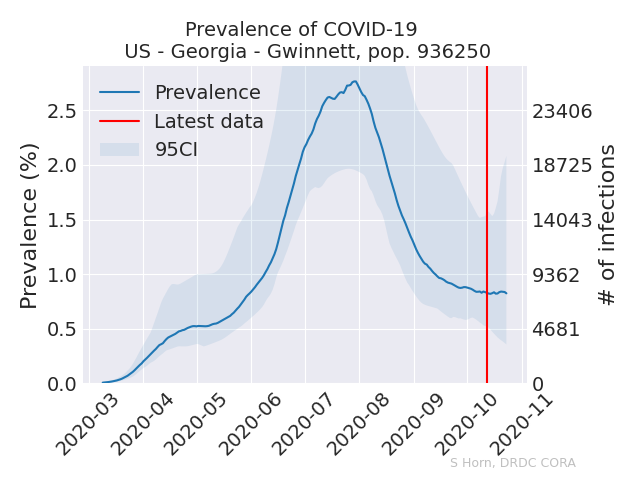 Prevalence of COVID-19
US - Georgia - Gwinnett, pop. 936250
Prevalence
Latest data
95CI
Prevalence (%)
2.5
2.0
1.5
1.0
0.5
0.0
23406
18725
14043
9362
4681
0
# of infections
2020-03
2020-04
2020-05
2020-06
2020-07
2020-08
2020-09
2020-10
2020-11
S Horn, DRDC CORA